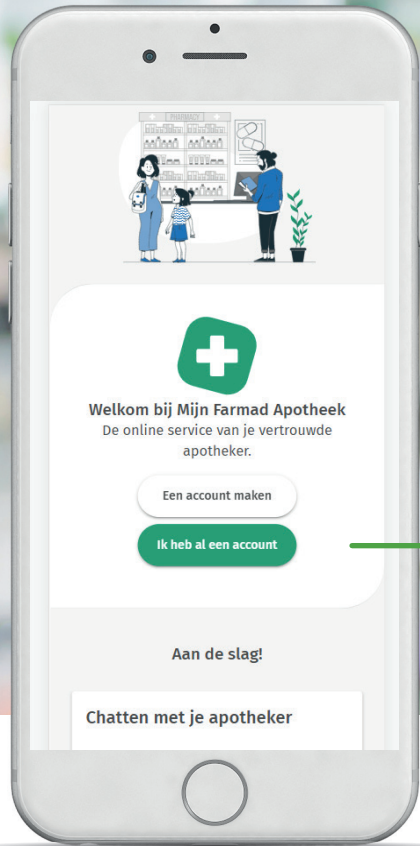 PHARMACY
Welkom bij Mijn Farmad Apotheek
De online service van je vertrouwde
apotheker.
Een account maken
Ik heb al een account
Aan de slag!
Chatten met je apotheker